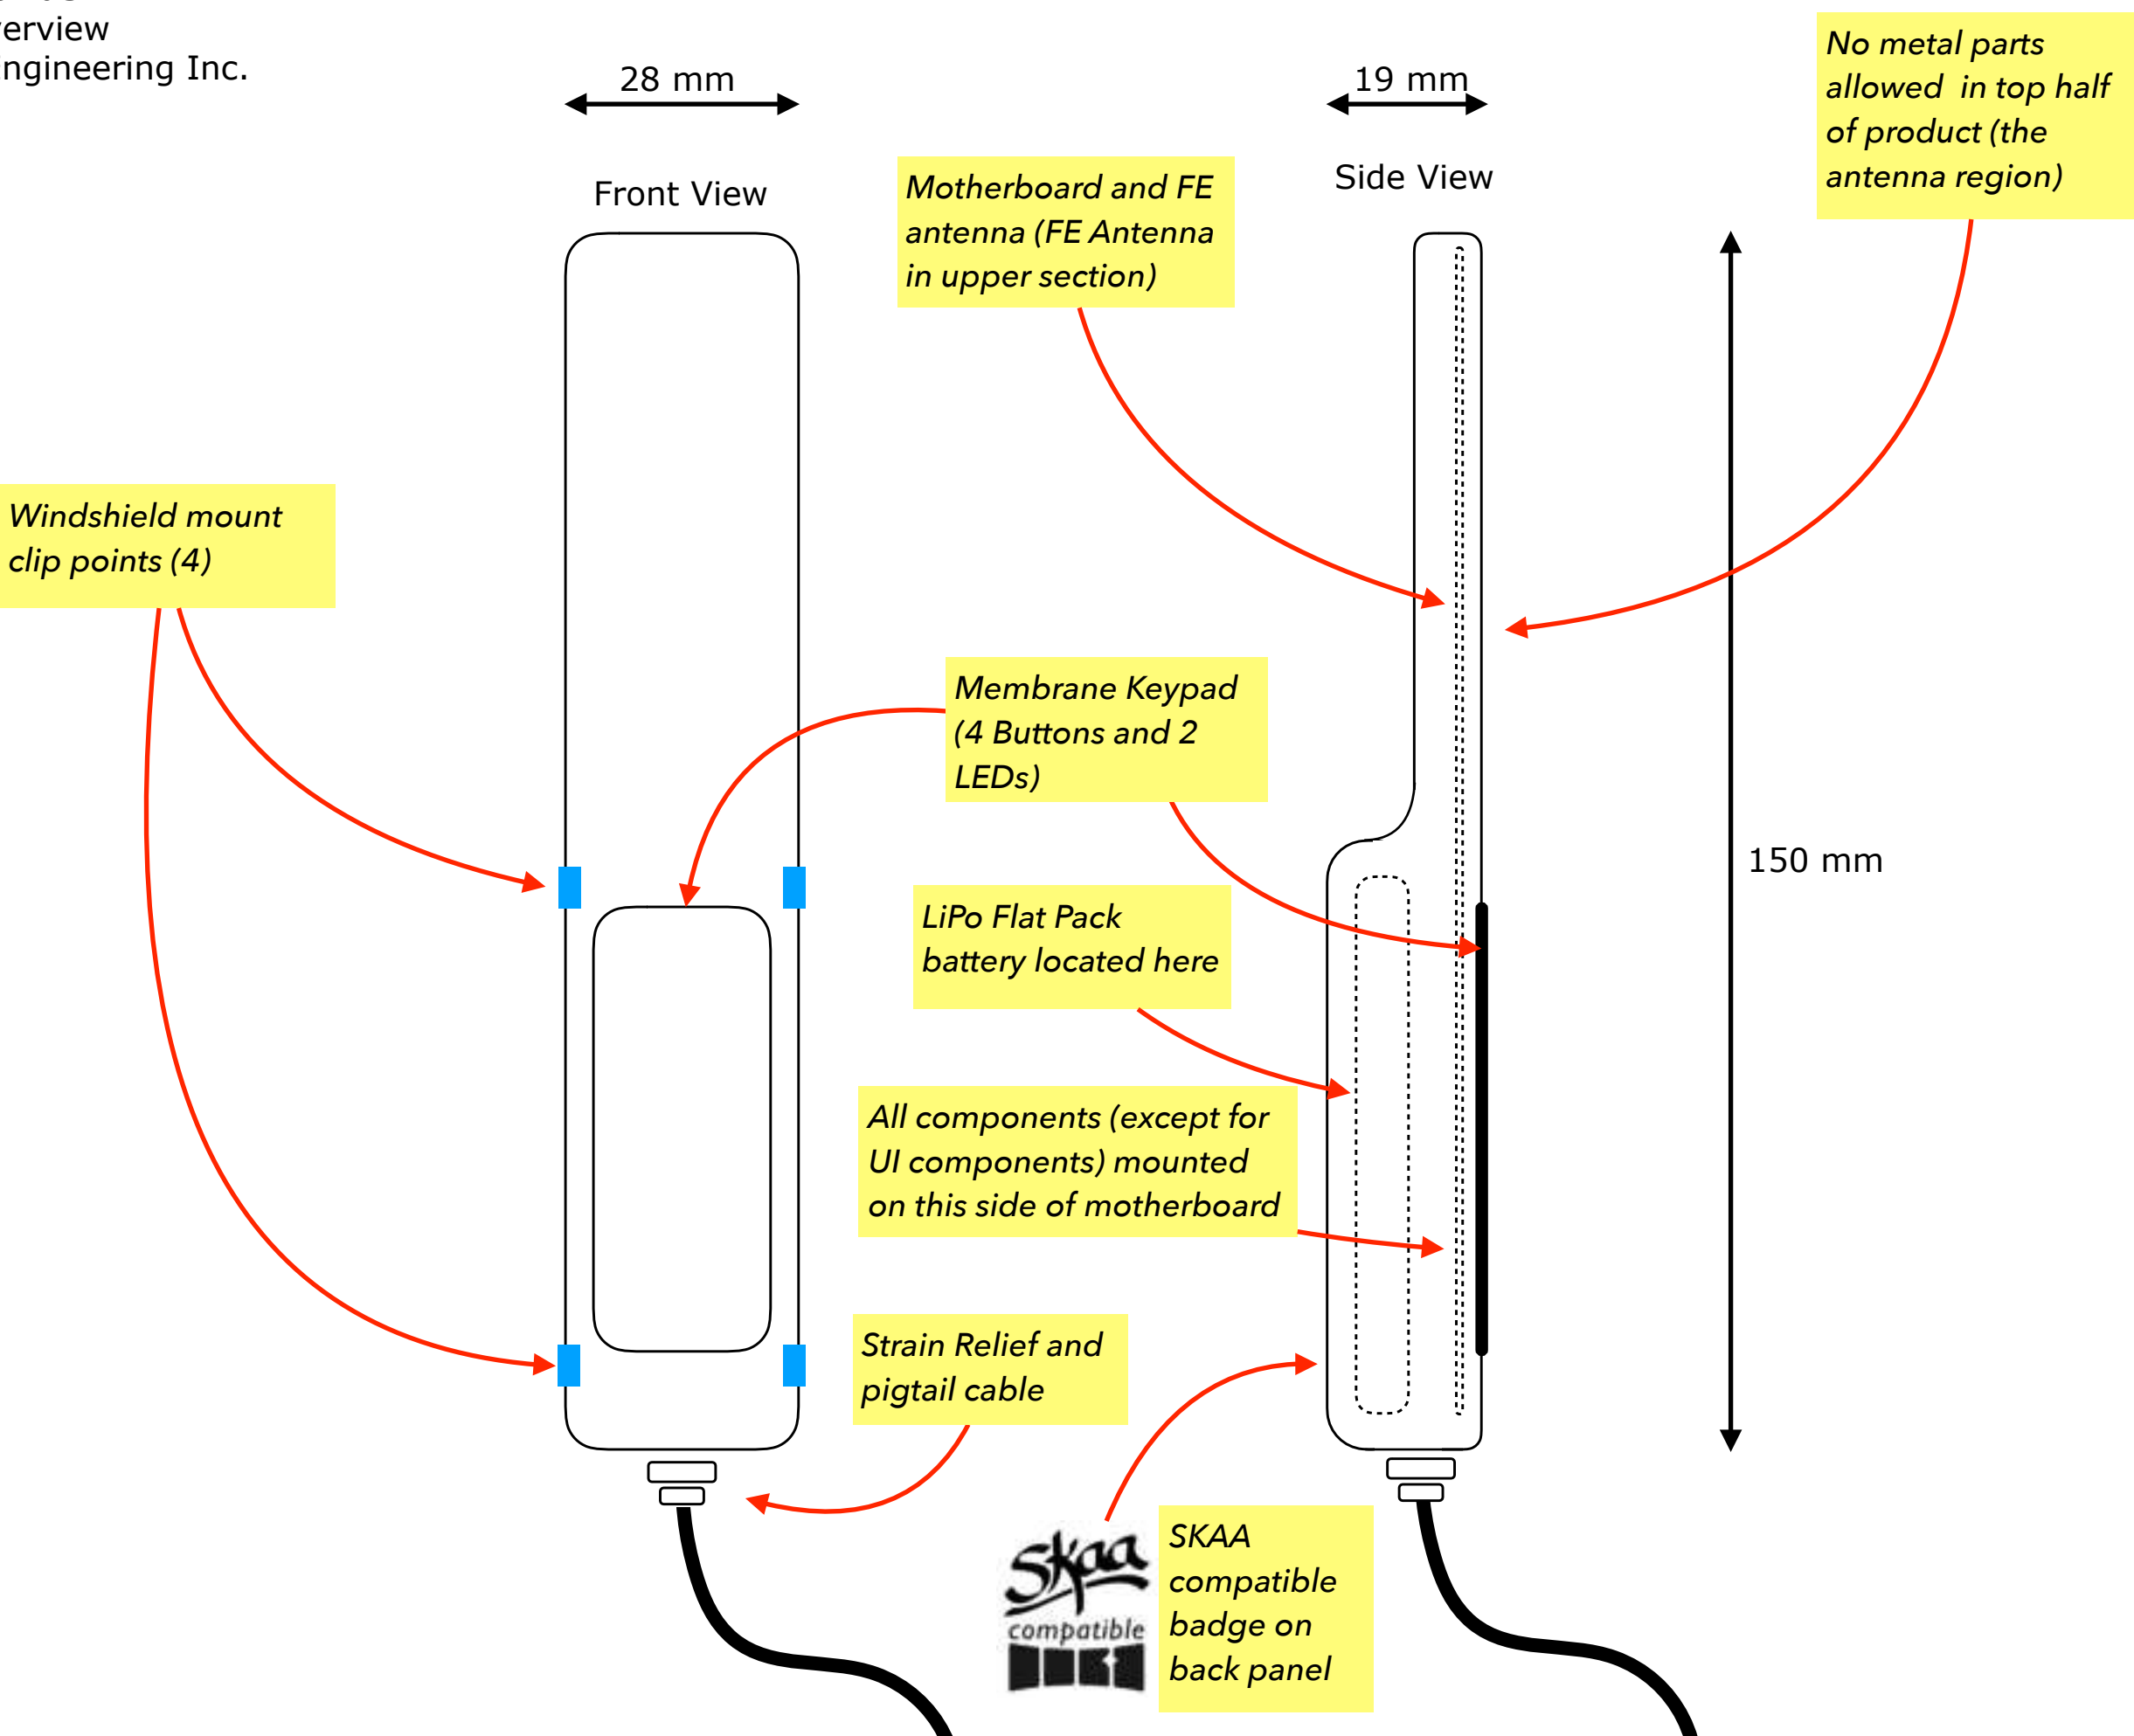 erview
ngineering Inc.
28 mm
19 mm
Front View
Side View
No metal parts
allowed in top half
of product (the
antenna region)
Motherboard and FE
antenna (FE Antenna
in upper section)
Windshield mount
clip points (4)
Membrane Keypad
(4 Buttons and 2
LEDs)
150 mm
LiPo Flat Pack
battery located here
All components (except for
UI components) mounted
on this side of motherboard
Strain Relief and
pigtail cable
Skaa
compatible
SKAA
compatible
badge on
back panel